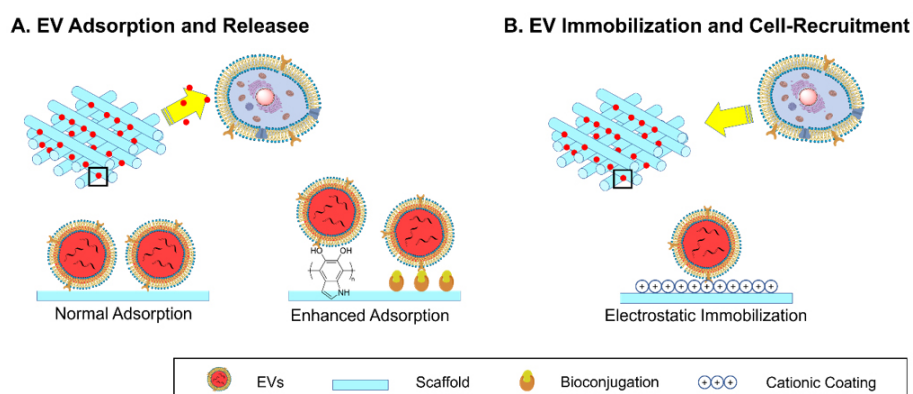 A. EV Adsorption and Releasee
B. EV Immobilization and Cell-Recruitment
HO OH
n
NH
Normal Adsorption
Enhanced Adsorption
+ + + + + + + + + +
Electrostatic Immobilization
EVs
Scaffold
Bioconjugation
+++
Cationic Coating